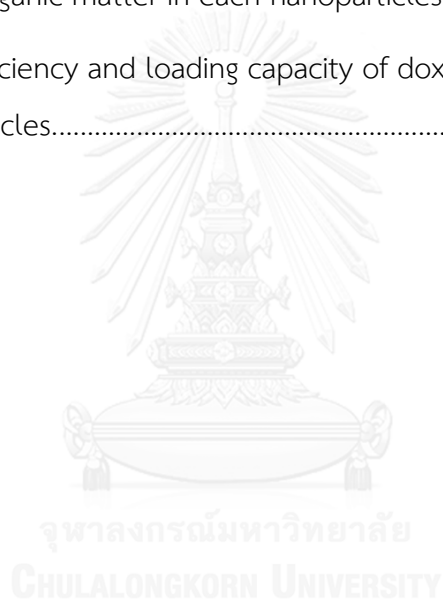 ganic matter in each nanoparticles
ciency and loading capacity of dox
cles............................................................
จุฬาลงกรณ์มหาวิทยาลัย
CHULALONGKORN UNIVERSITY